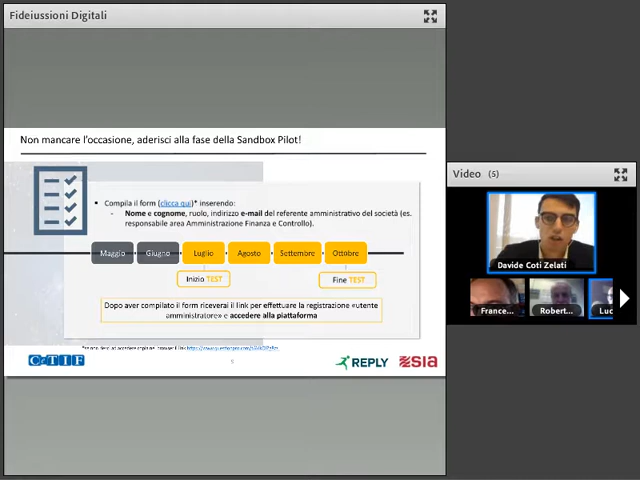 Fideiussioni Digitali
Non mancare l'occasione, aderisci alla fase della Sandbox Pilot!
Compila il form (clicca qui)* inserendo:
- Nome e cognome, ruolo, indirizzo e-mail del referente amministrativo del società (es.
responsabile area Amministrazione Finanza e Controllo).
Maggio Giugno Luglio Agosto Settembre Ottobre
Inizio TEST Fine TEST
Dopo aver compilato il form riceverai il link per effettuare la registrazione «utente
amministratore» e accedere alla piattaforma
CeTIF
REPLY
SIA
Video (5)
Davide Coti Zelati
France...
Robert...
Luc